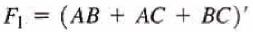 F₁ = (AB + AC + BC)′